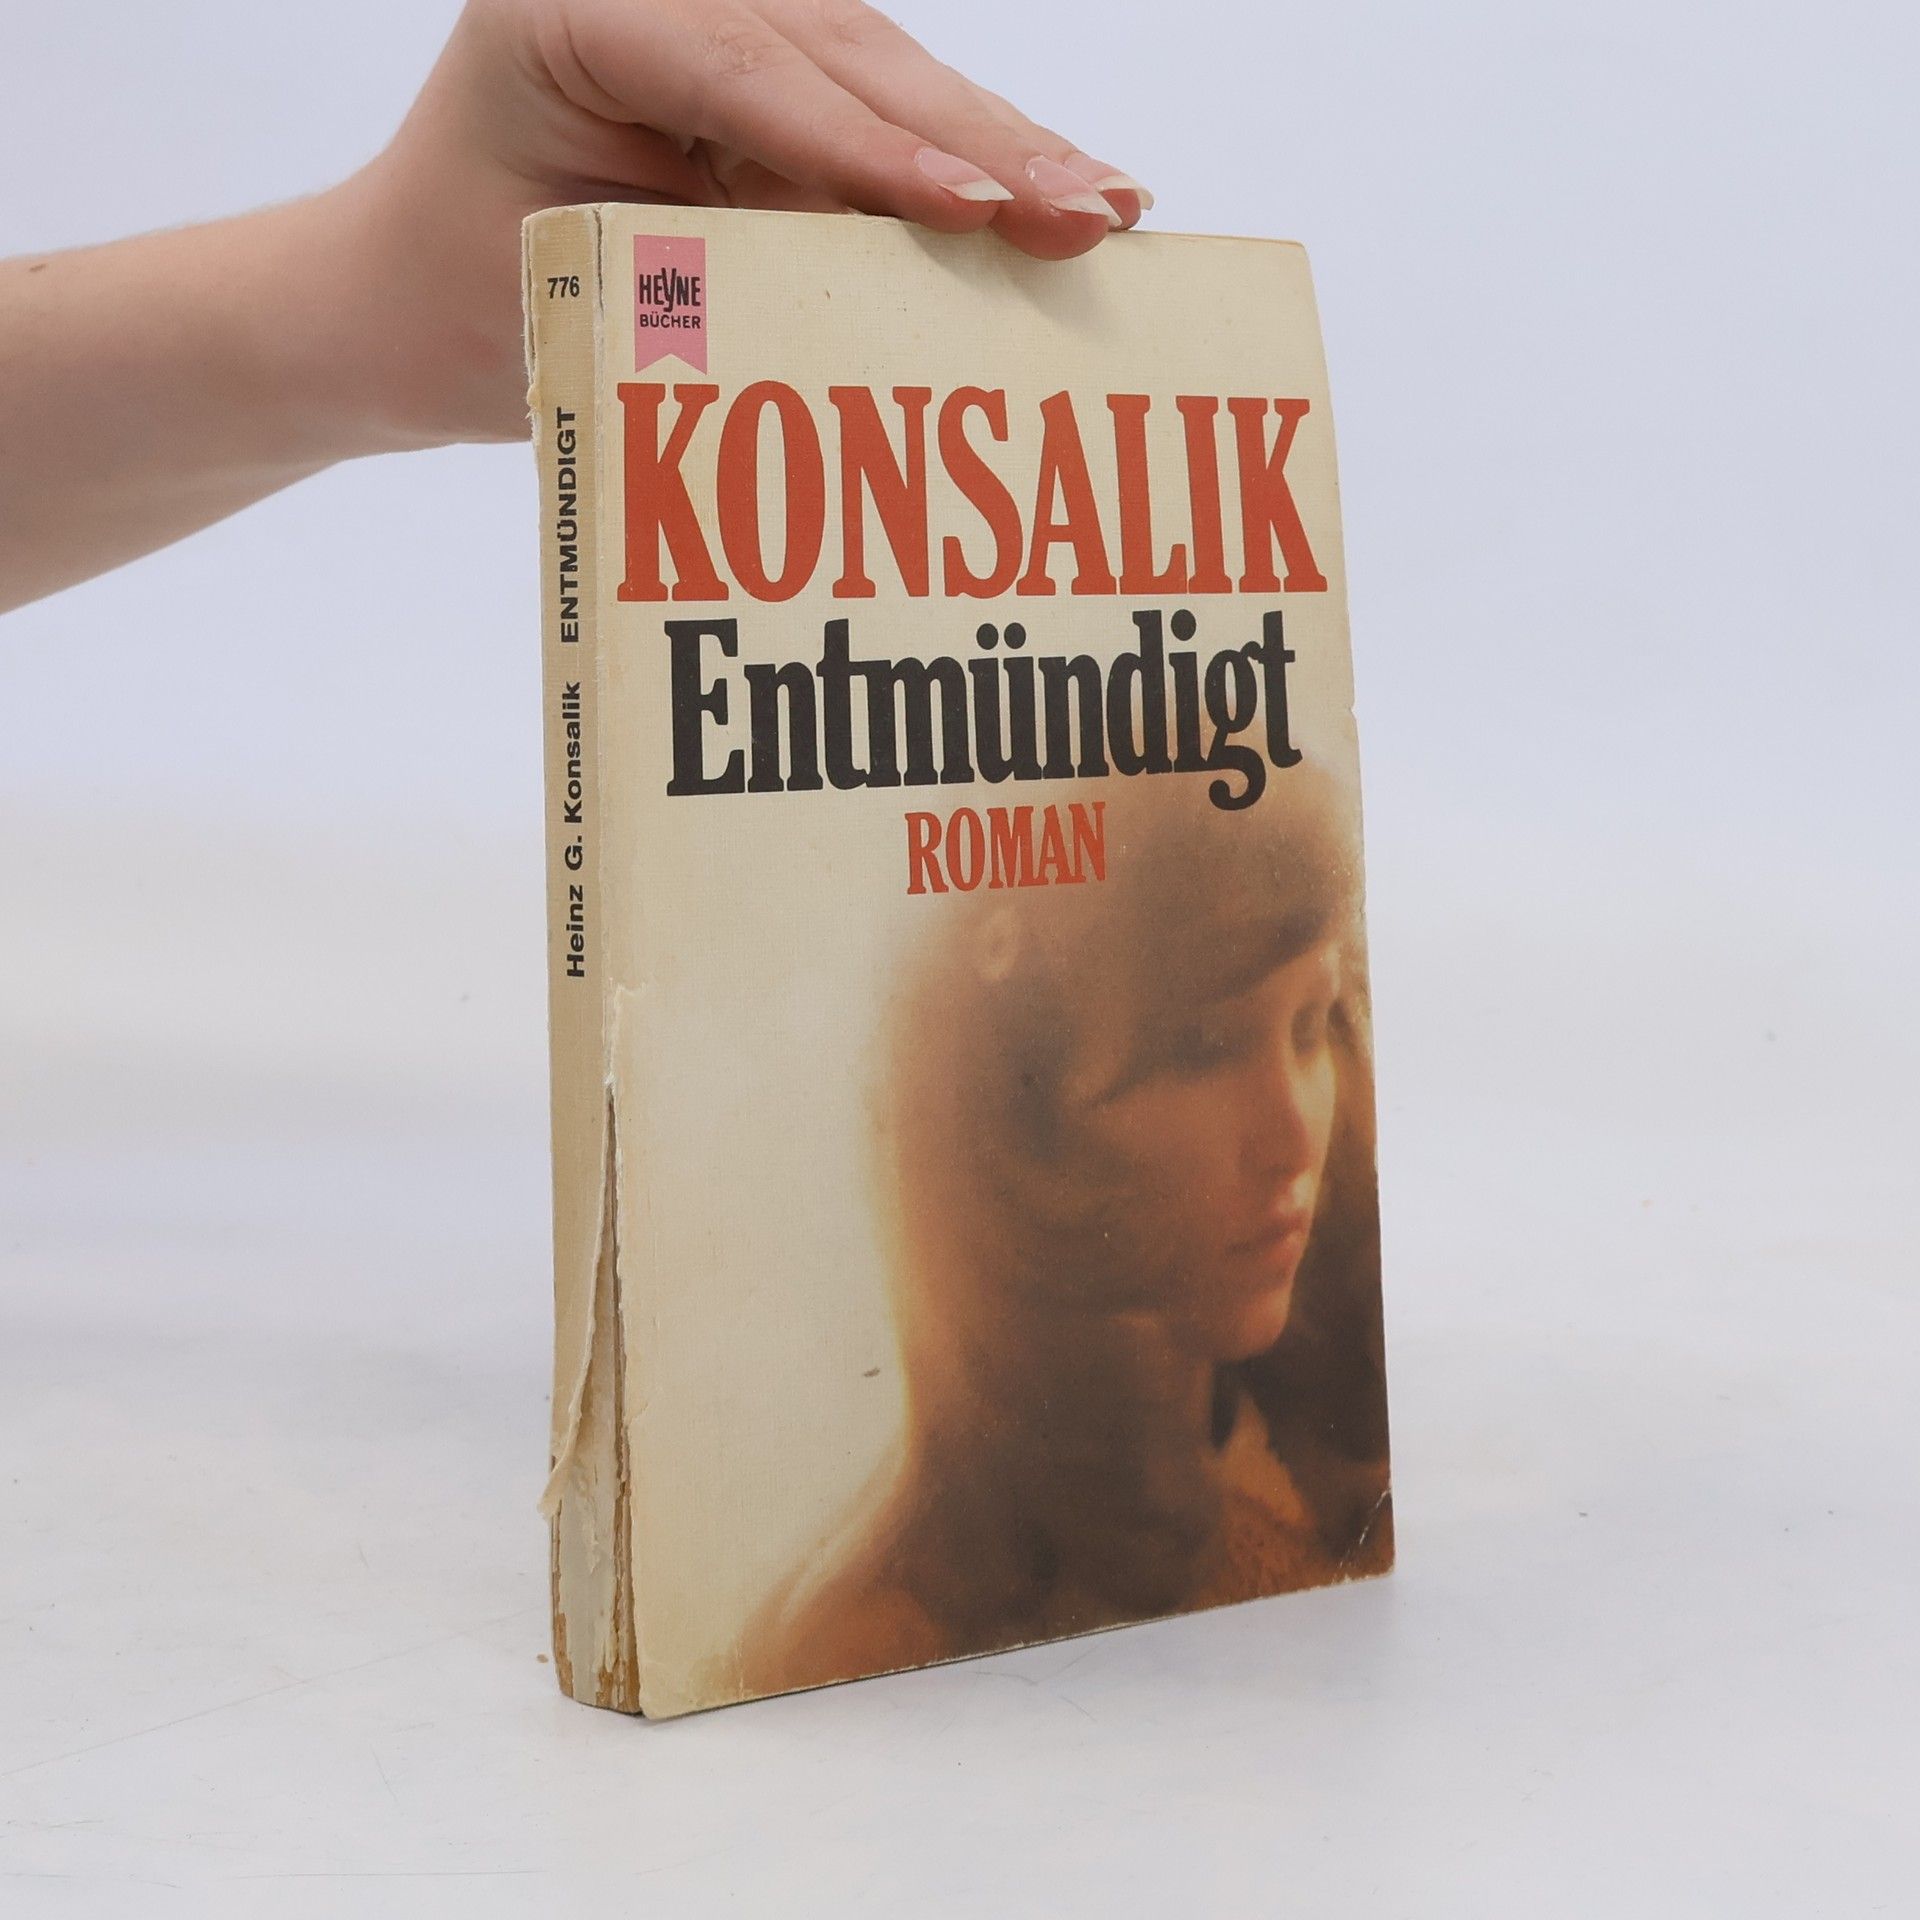 776
Heinz G. Konsalik ENTMÜNDIGT
HEYNE
BÜCHER
KONSALIK
Entmündigt
ROMAN